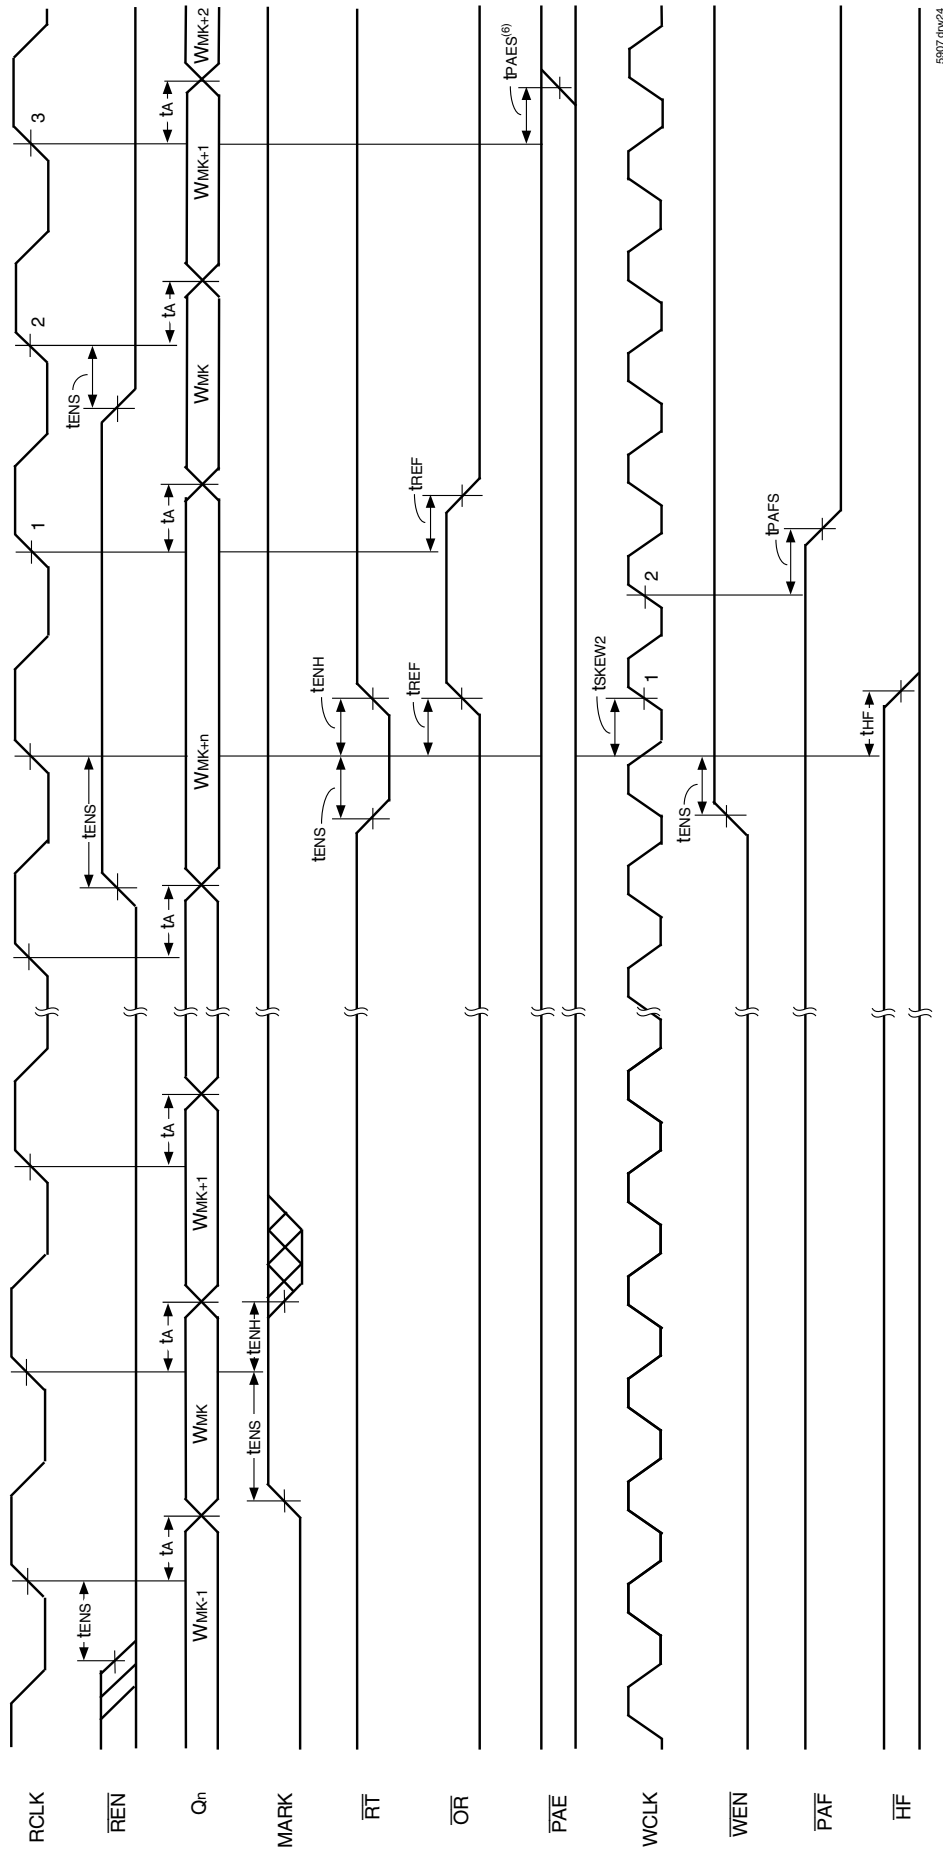 RCLK 1 2 3
REN tENS tENS tENS
Qn WMK-1 tA WMK tA WMK+1 tA tA WMK+n tA WMK tA WMK+1 tA WMK+2
MARK tENS tENH
RT tENS tENH
OR tREF tREF
PAE tPAES(6)
WCLK tSKEW2 1 2
WEN tENS
PAF tPAFS
HF tHF
5907 drw24